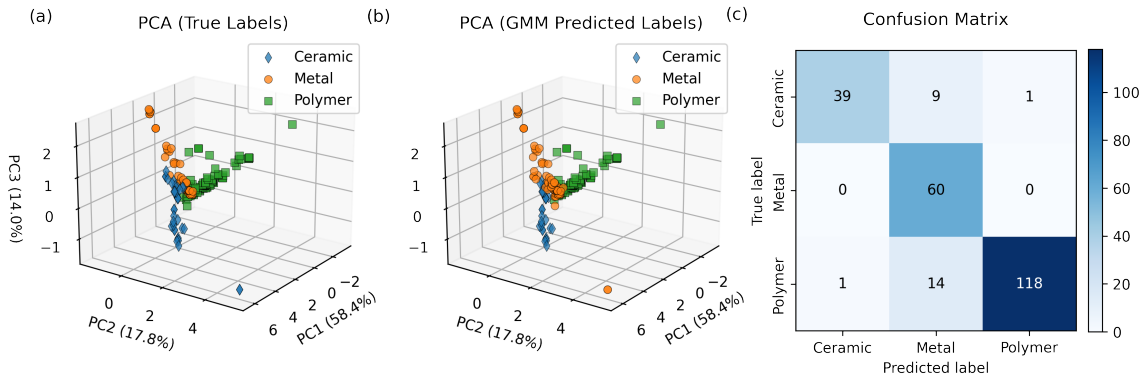 (a)
PCA (True Labels)
Ceramic
Metal
Polymer
PC3 (14.0%)
2
1
0
−1
0
2
4
PC2 (17.8%)
6
4
2
0
−2
PC1 (58.4%)
(b)
PCA (GMM Predicted Labels)
Ceramic
Metal
Polymer
2
1
0
−1
0
2
4
PC2 (17.8%)
6
4
2
0
−2
PC1 (58.4%)
(c)
Confusion Matrix
True label
Ceramic
Metal
Polymer
39 9 1
0 60 0
1 14 118
Ceramic Metal Polymer
Predicted label
100
80
60
40
20
0